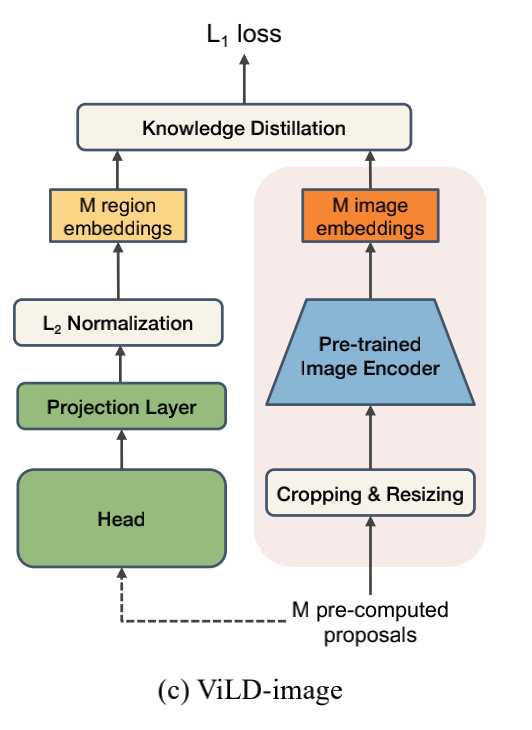 L₁ loss
Knowledge Distillation
M region
embeddings
M image
embeddings
L₂ Normalization
Pre-trained
Image Encoder
Projection Layer
Cropping & Resizing
Head
M pre-computed
proposals
(c) ViLD-image